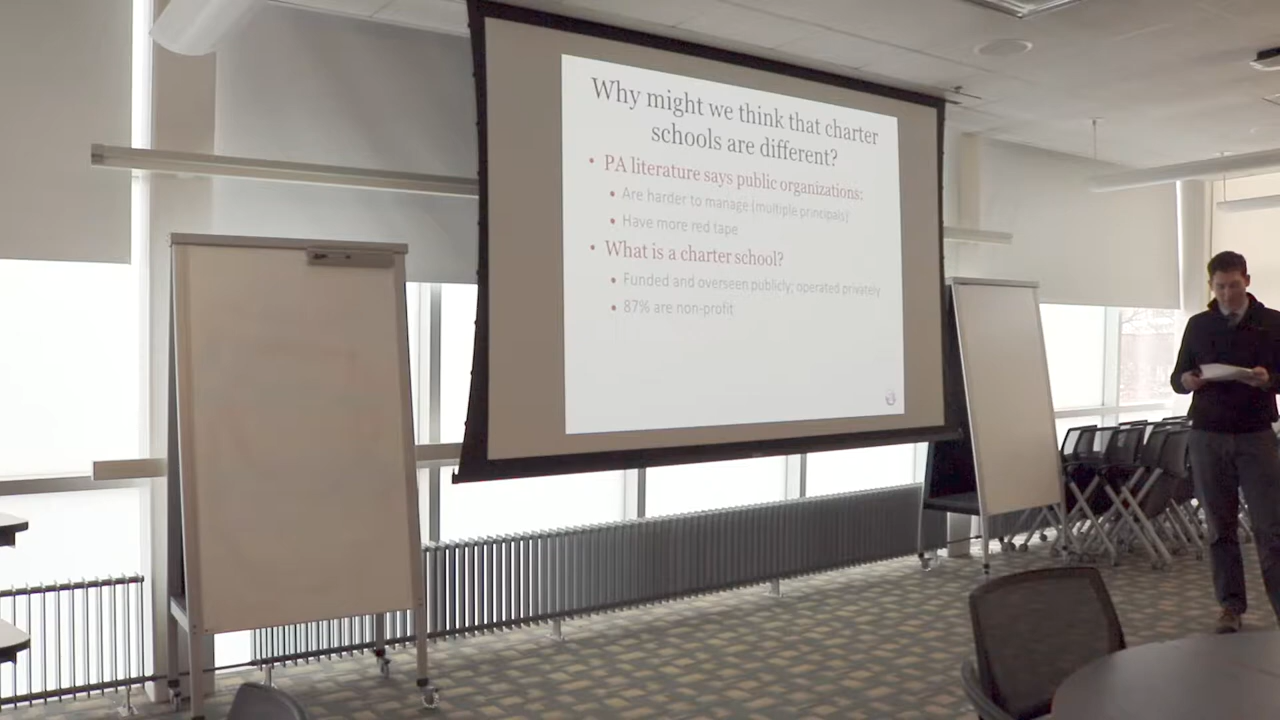 Why might we think that charter
schools are different?
• PA literature says public organizations:
• Are harder to manage (multiple principals)
• Have more red tape
• What is a charter school?
• Funded and overseen publicly; operated privately
• 87% are non-profit